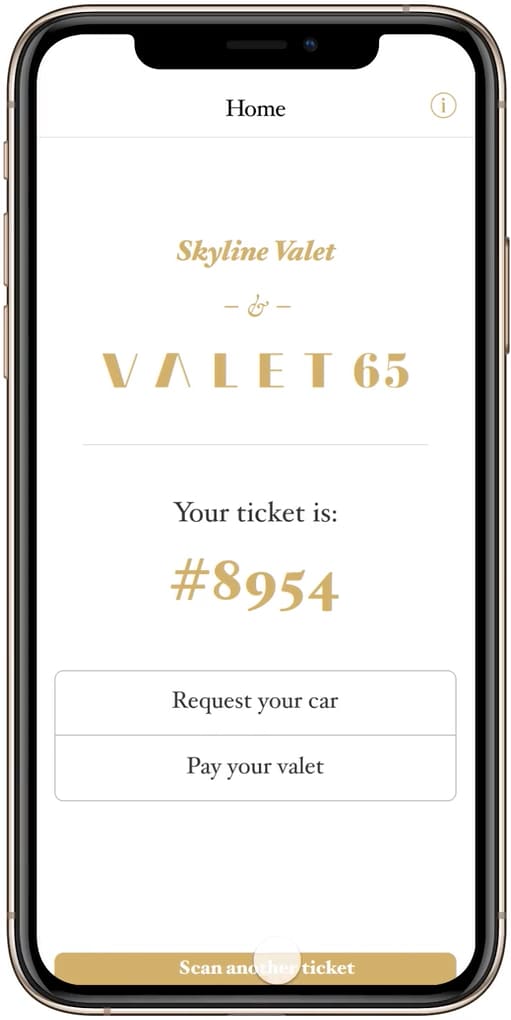 Home
Skyline Valet
– & –
VALET 65
Your ticket is:
#8954
Request your car
Pay your valet
Scan another ticket